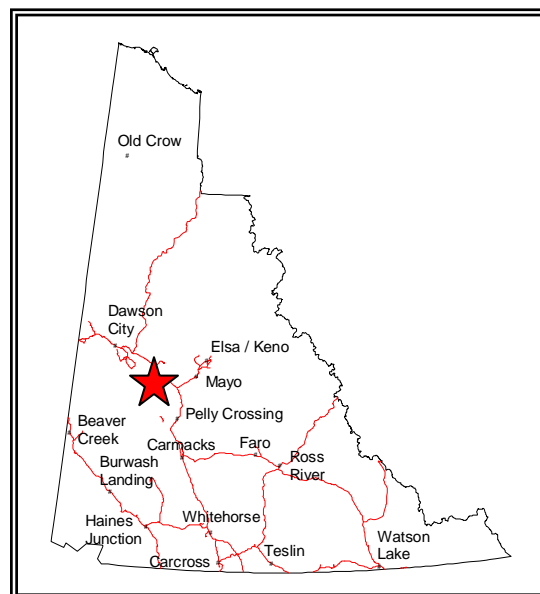 Old Crow
Dawson
City
Elsa / Keno
Mayo
Pelly Crossing
Beaver
Creek
Carmacks
Faro
Ross
River
Burwash
Landing
Whitehorse
Haines
Junction
Watson
Lake
Carcross
Teslin